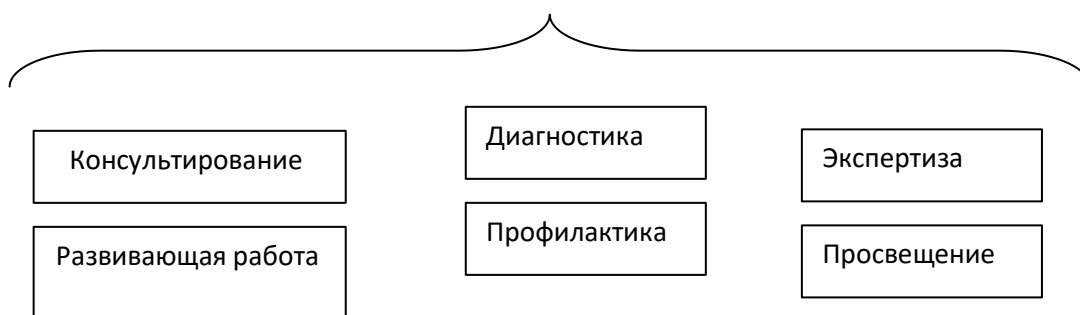 Консультирование
Диагностика
Экспертиза
Развивающая работа
Профилактика
Просвещение